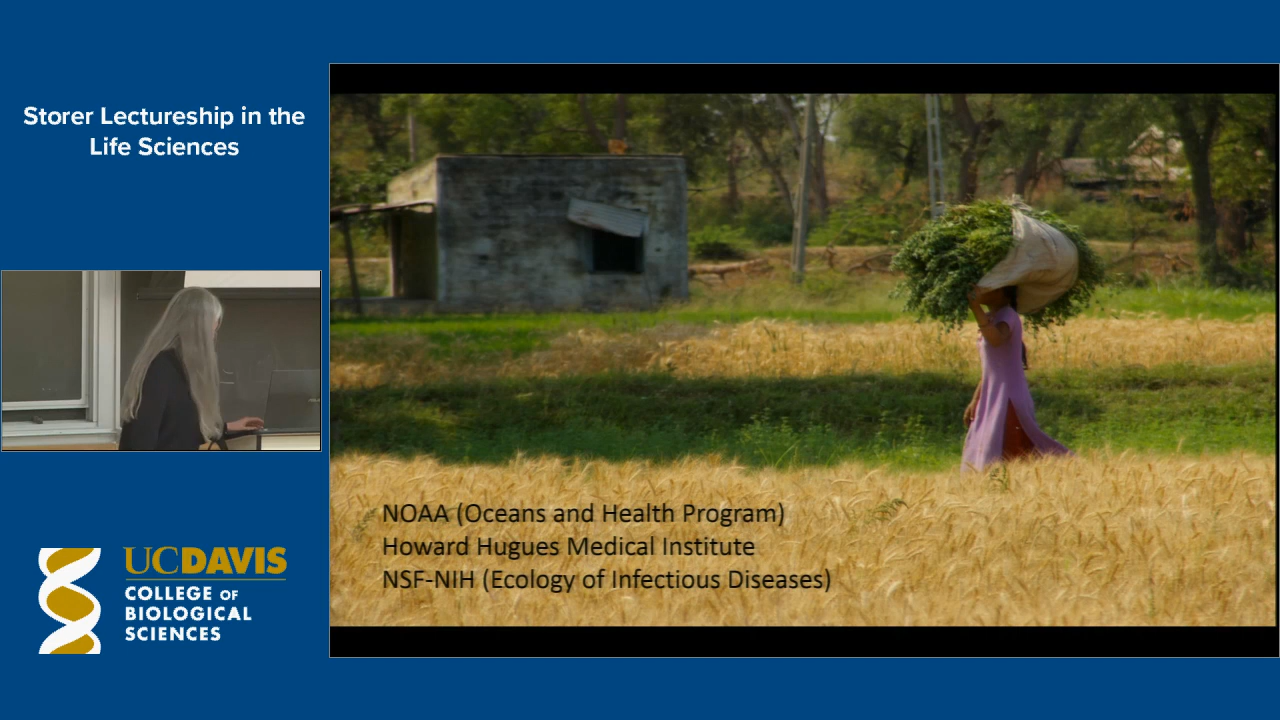 Storer Lectureship in the
Life Sciences
NOAA (Oceans and Health Program)
Howard Hugues Medical Institute
NSF-NIH (Ecology of Infectious Diseases)
UCDAVIS
COLLEGE OF
BIOLOGICAL
SCIENCES